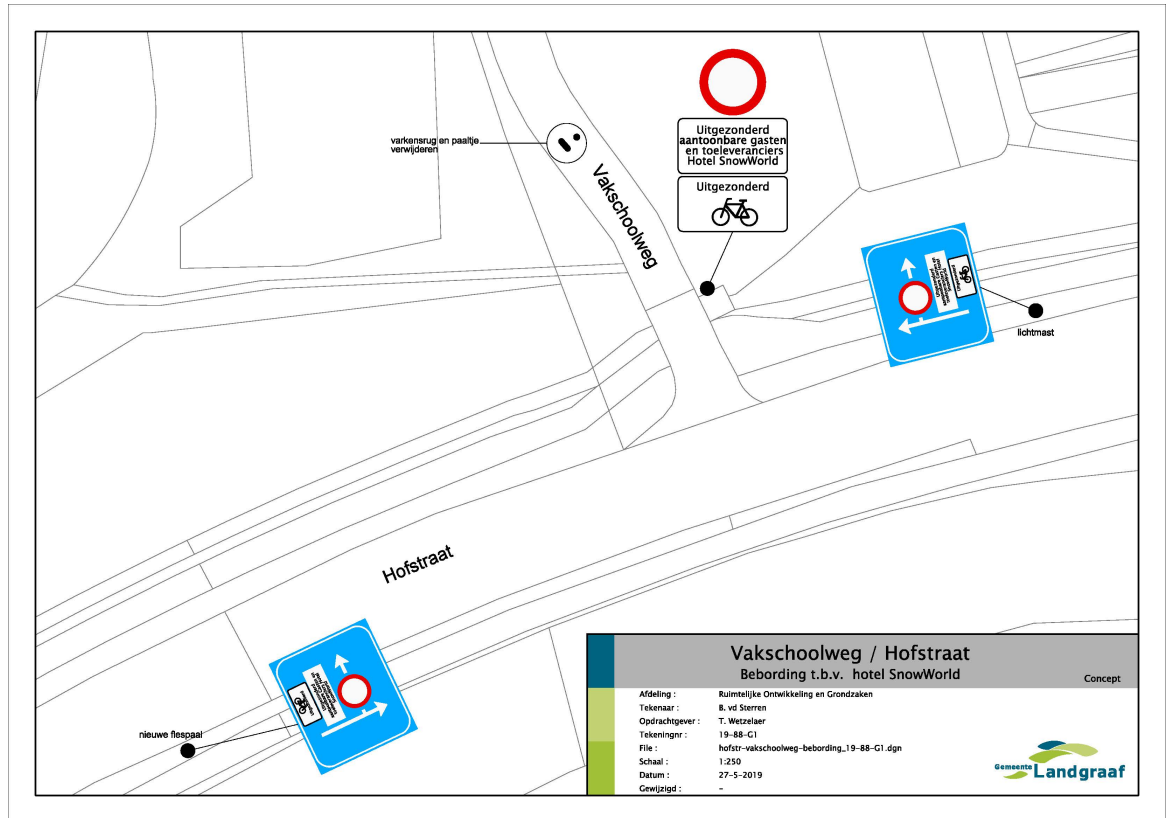 varkensrug en paaltje
verwijderen
Vakschoolweg
Uitgezonderd
aantoonbare gasten
en toeleveranciers
Hotel SnowWorld
Uitgezonderd
Uitgezonderd
lichtmast
Hofstraat
Uitgezonderd
nieuwe flespaal
Vakschoolweg / Hofstraat
Bebording t.b.v. hotel SnowWorld
Concept
Afdeling : Ruimtelijke Ontwikkeling en Grondzaken
Tekenaar : B. vd Sterren
Opdrachtgever : T. Wetzelaer
Tekeningnr : 19-88-G1
File : hofstr-vakschoolweg-bebording_19-88-G1.dgn
Schaal : 1:250
Datum : 27-5-2019
Gewijzigd : -
Gemeente Landgraaf